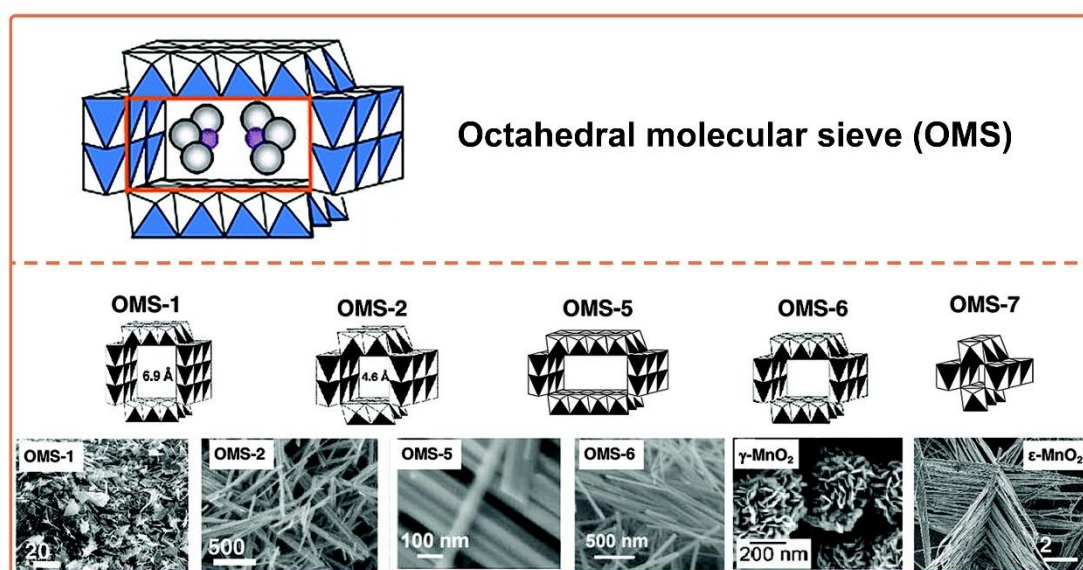 Octahedral molecular sieve (OMS)
OMS-1
OMS-2
OMS-5
OMS-6
OMS-7
6.9 Å
4.6 Å
OMS-1
20
OMS-2
500
OMS-5
100 nm
OMS-6
500 nm
γ-MnO₂
200 nm
ε-MnO₂
2